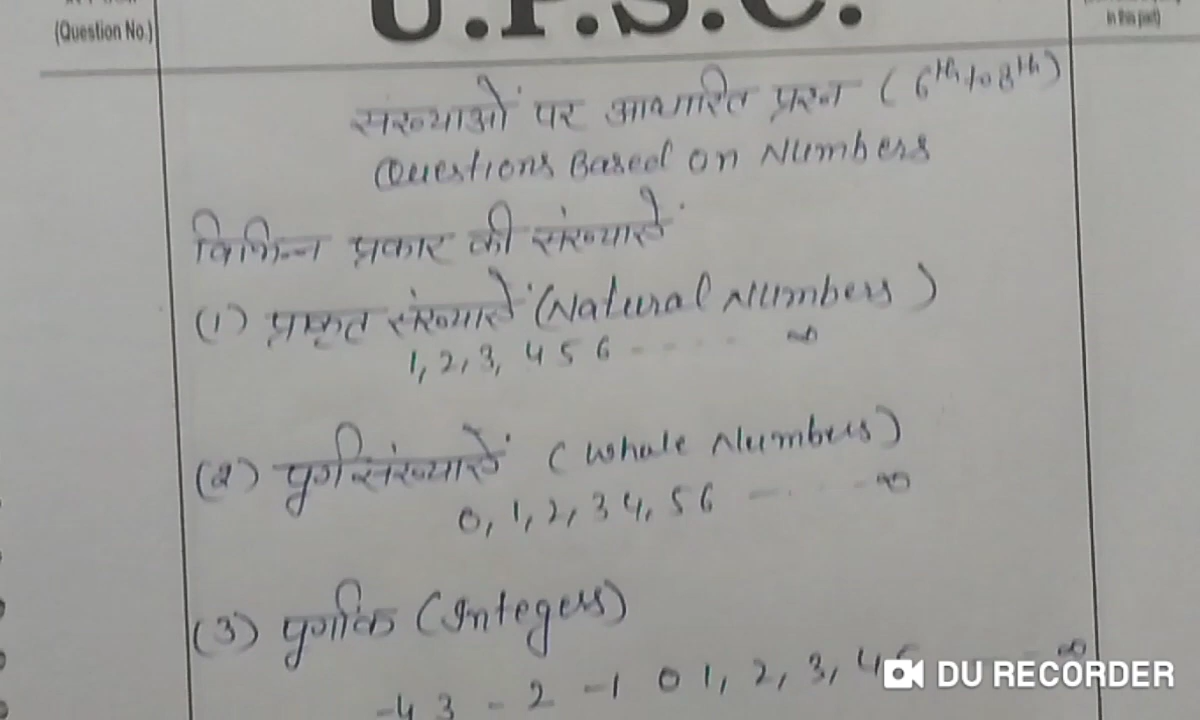 (Question No.)
U.P.S.C.
in this part)
संख्याओं पर आधारित प्रश्न ( 6th to 8th )
Questions Based on Numbers
विभिन्न प्रकार की संख्याऐं
(1) प्राकृत संख्याऐं (Natural Numbers)
1, 2, 3, 4 5 6 - - - - - ∞
(2) पूर्णसंख्याऐं (Whole Numbers)
0, 1, 2, 3 4, 5 6 - - - - - ∞
(3) पूर्णांक (Integers)
-4 3 - 2 -1 0 1, 2, 3, 4 - ∞
DU RECORDER